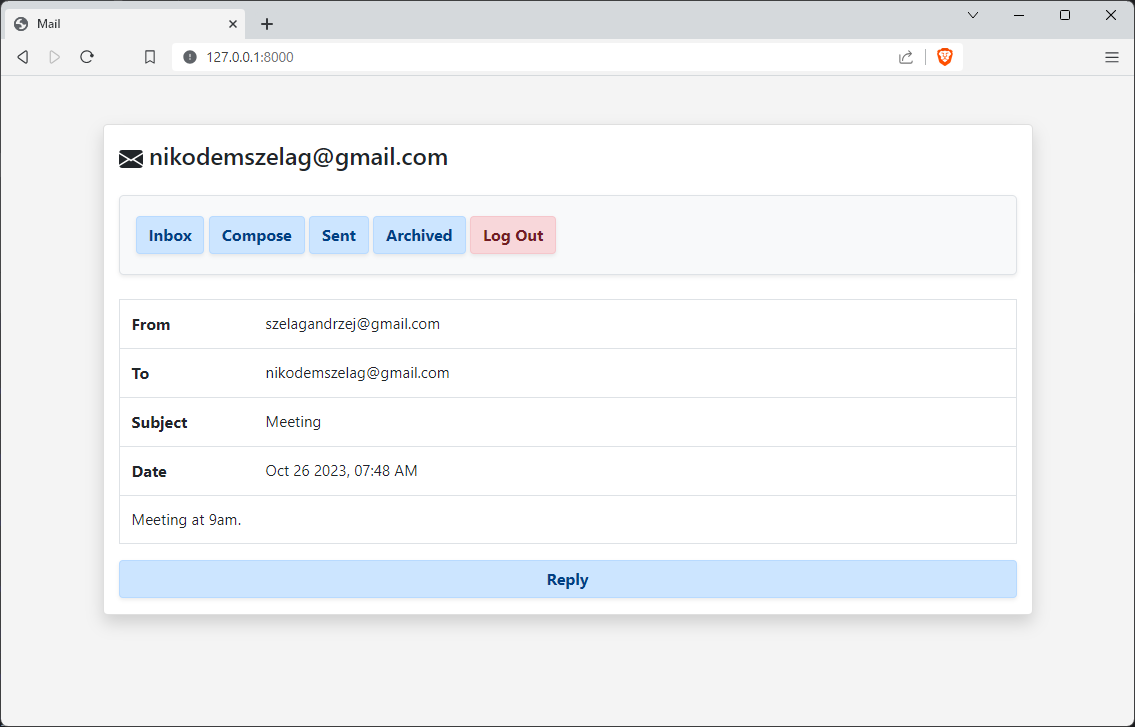 Mail
127.0.0.1:8000
nikodemszelag@gmail.com
Inbox Compose Sent Archived Log Out
From szelagandrzej@gmail.com
To nikodemszelag@gmail.com
Subject Meeting
Date Oct 26 2023, 07:48 AM
Meeting at 9am.
Reply